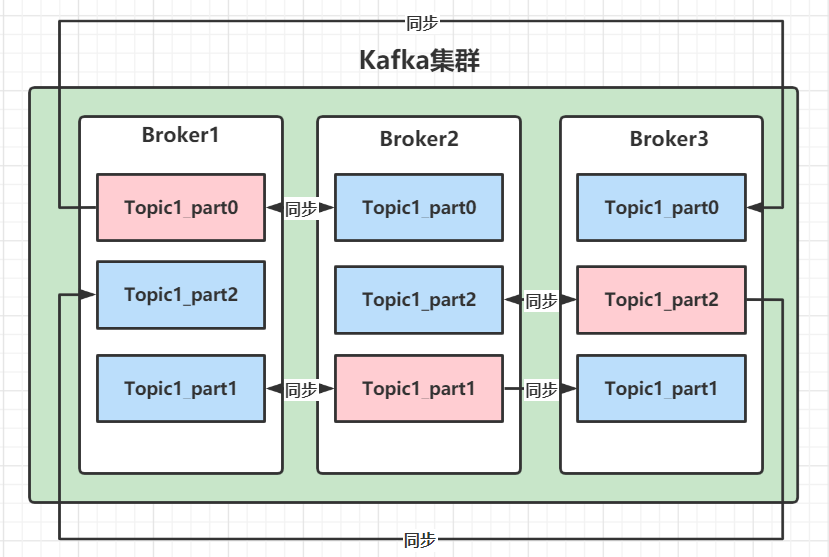 同步
Kafka集群
Broker1
Broker2
Broker3
Topic1_part0
同步
Topic1_part0
Topic1_part0
Topic1_part2
Topic1_part2
同步
Topic1_part2
Topic1_part1
同步
Topic1_part1
同步
Topic1_part1
同步